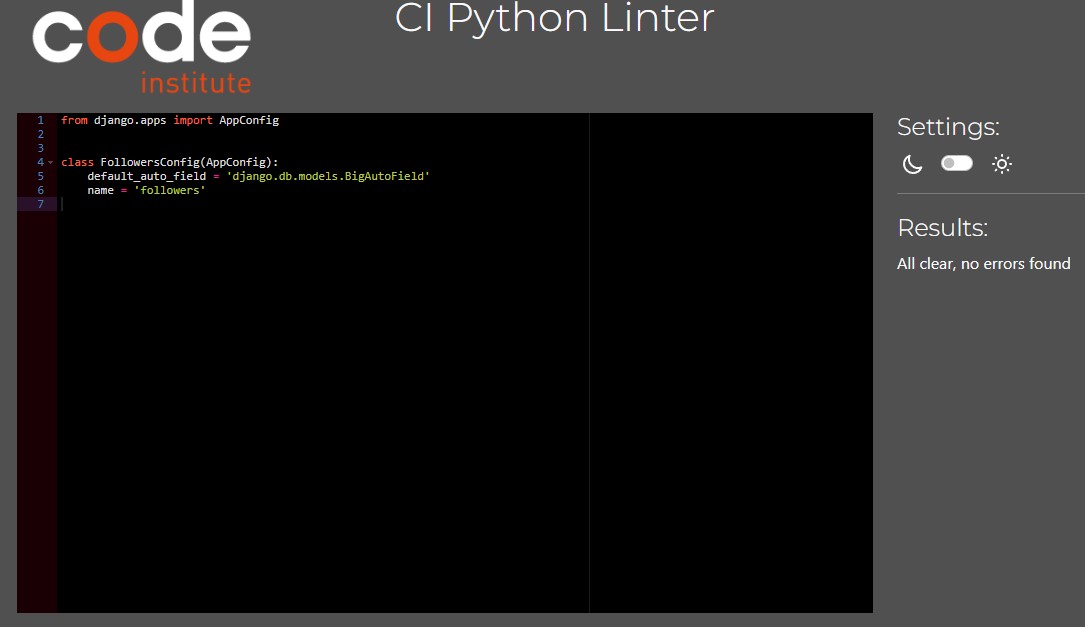 code
institute
CI Python Linter
1 from django.apps import AppConfig
2
3
4 class FollowersConfig(AppConfig):
5     default_auto_field = 'django.db.models.BigAutoField'
6     name = 'followers'
7
Settings:
Results:
All clear, no errors found